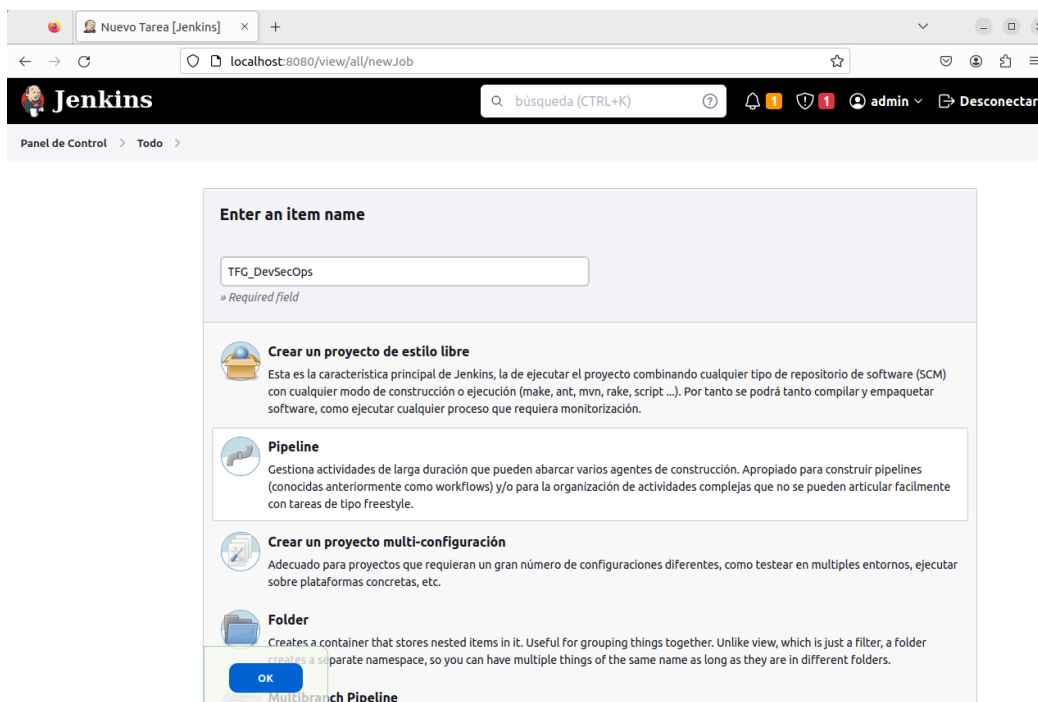 Nuevo Tarea [Jenkins]
localhost:8080/view/all/newJob
Jenkins
búsqueda (CTRL+K)
1
1
admin
Desconectar
Panel de Control
Todo
Enter an item name
TFG_DevSecOps
» Required field
Crear un proyecto de estilo libre
Esta es la característica principal de Jenkins, la de ejecutar el proyecto combinando cualquier tipo de repositorio de software (SCM)
con cualquier modo de construcción o ejecución (make, ant, mvn, rake, script ...). Por tanto se podrá tanto compilar y empaquetar
software, como ejecutar cualquier proceso que requiera monitorización.
Pipeline
Gestiona actividades de larga duración que pueden abarcar varios agentes de construcción. Apropiado para construir pipelines
(conocidas anteriormente como workflows) y/o para la organización de actividades complejas que no se pueden articular facilmente
con tareas de tipo freestyle.
Crear un proyecto multi-configuración
Adecuado para proyectos que requieran un gran número de configuraciones diferentes, como testear en multiples entornos, ejecutar
sobre plataformas concretas, etc.
Folder
Creates a container that stores nested items in it. Useful for grouping things together. Unlike view, which is just a filter, a folder
creates a separate namespace, so you can have multiple things of the same name as long as they are in different folders.
OK
Multibranch Pipeline